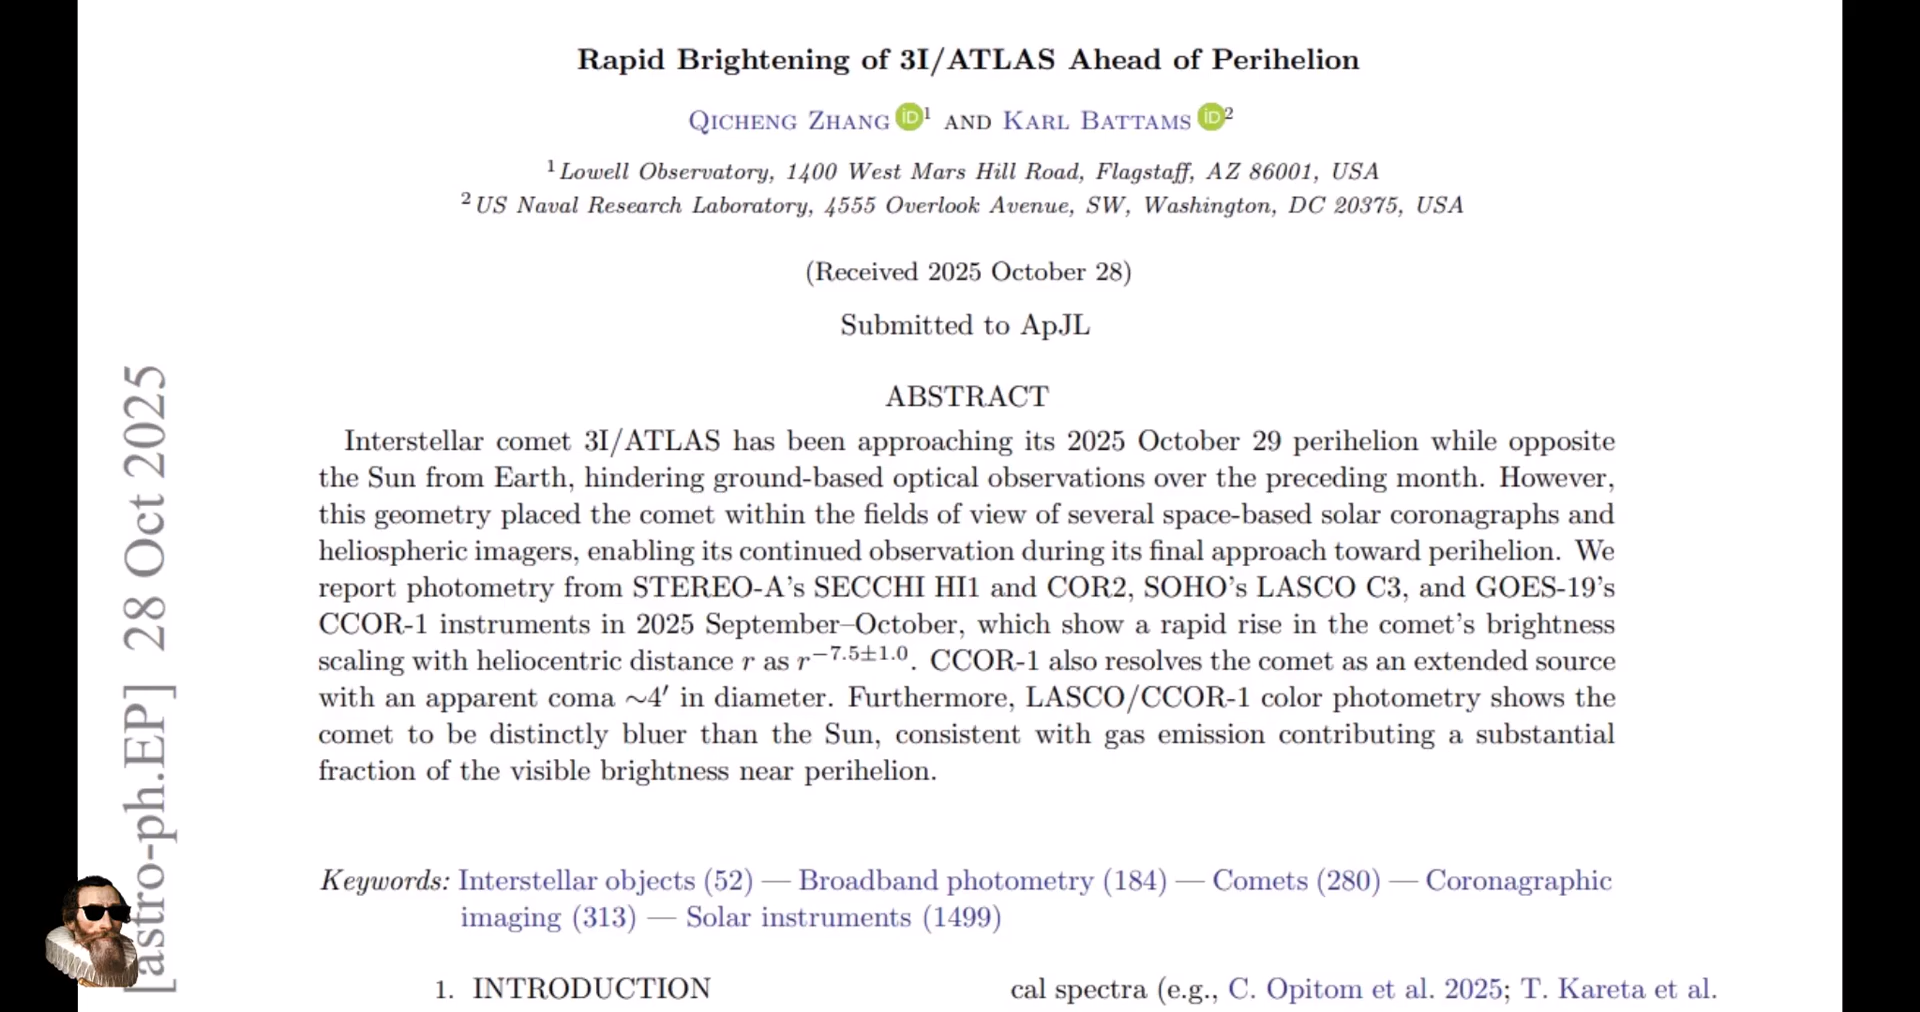 Rapid Brightening of 3I/ATLAS Ahead of Perihelion
QICHENG ZHANG iD 1 AND KARL BATTAMS iD 2
1 Lowell Observatory, 1400 West Mars Hill Road, Flagstaff, AZ 86001, USA
2 US Naval Research Laboratory, 4555 Overlook Avenue, SW, Washington, DC 20375, USA
(Received 2025 October 28)
Submitted to ApJL
ABSTRACT
Interstellar comet 3I/ATLAS has been approaching its 2025 October 29 perihelion while opposite
the Sun from Earth, hindering ground-based optical observations over the preceding month. However,
this geometry placed the comet within the fields of view of several space-based solar coronagraphs and
heliospheric imagers, enabling its continued observation during its final approach toward perihelion. We
report photometry from STEREO-A's SECCHI HI1 and COR2, SOHO's LASCO C3, and GOES-19's
CCOR-1 instruments in 2025 September–October, which show a rapid rise in the comet's brightness
scaling with heliocentric distance r as r−7.5±1.0. CCOR-1 also resolves the comet as an extended source
with an apparent coma ∼4′ in diameter. Furthermore, LASCO/CCOR-1 color photometry shows the
comet to be distinctly bluer than the Sun, consistent with gas emission contributing a substantial
fraction of the visible brightness near perihelion.
Keywords: Interstellar objects (52) — Broadband photometry (184) — Comets (280) — Coronagraphic
imaging (313) — Solar instruments (1499)
1. INTRODUCTION
cal spectra (e.g., C. Opitom et al. 2025; T. Kareta et al.
[astro-ph.EP] 28 Oct 2025